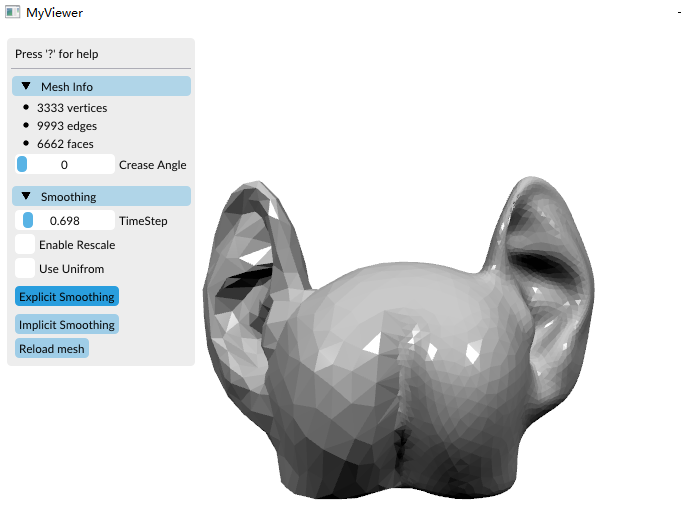 MyViewer
Press '?' for help
Mesh Info
3333 vertices
9993 edges
6662 faces
0 Crease Angle
Smoothing
0.698 TimeStep
Enable Rescale
Use Unifrom
Explicit Smoothing
Implicit Smoothing
Reload mesh